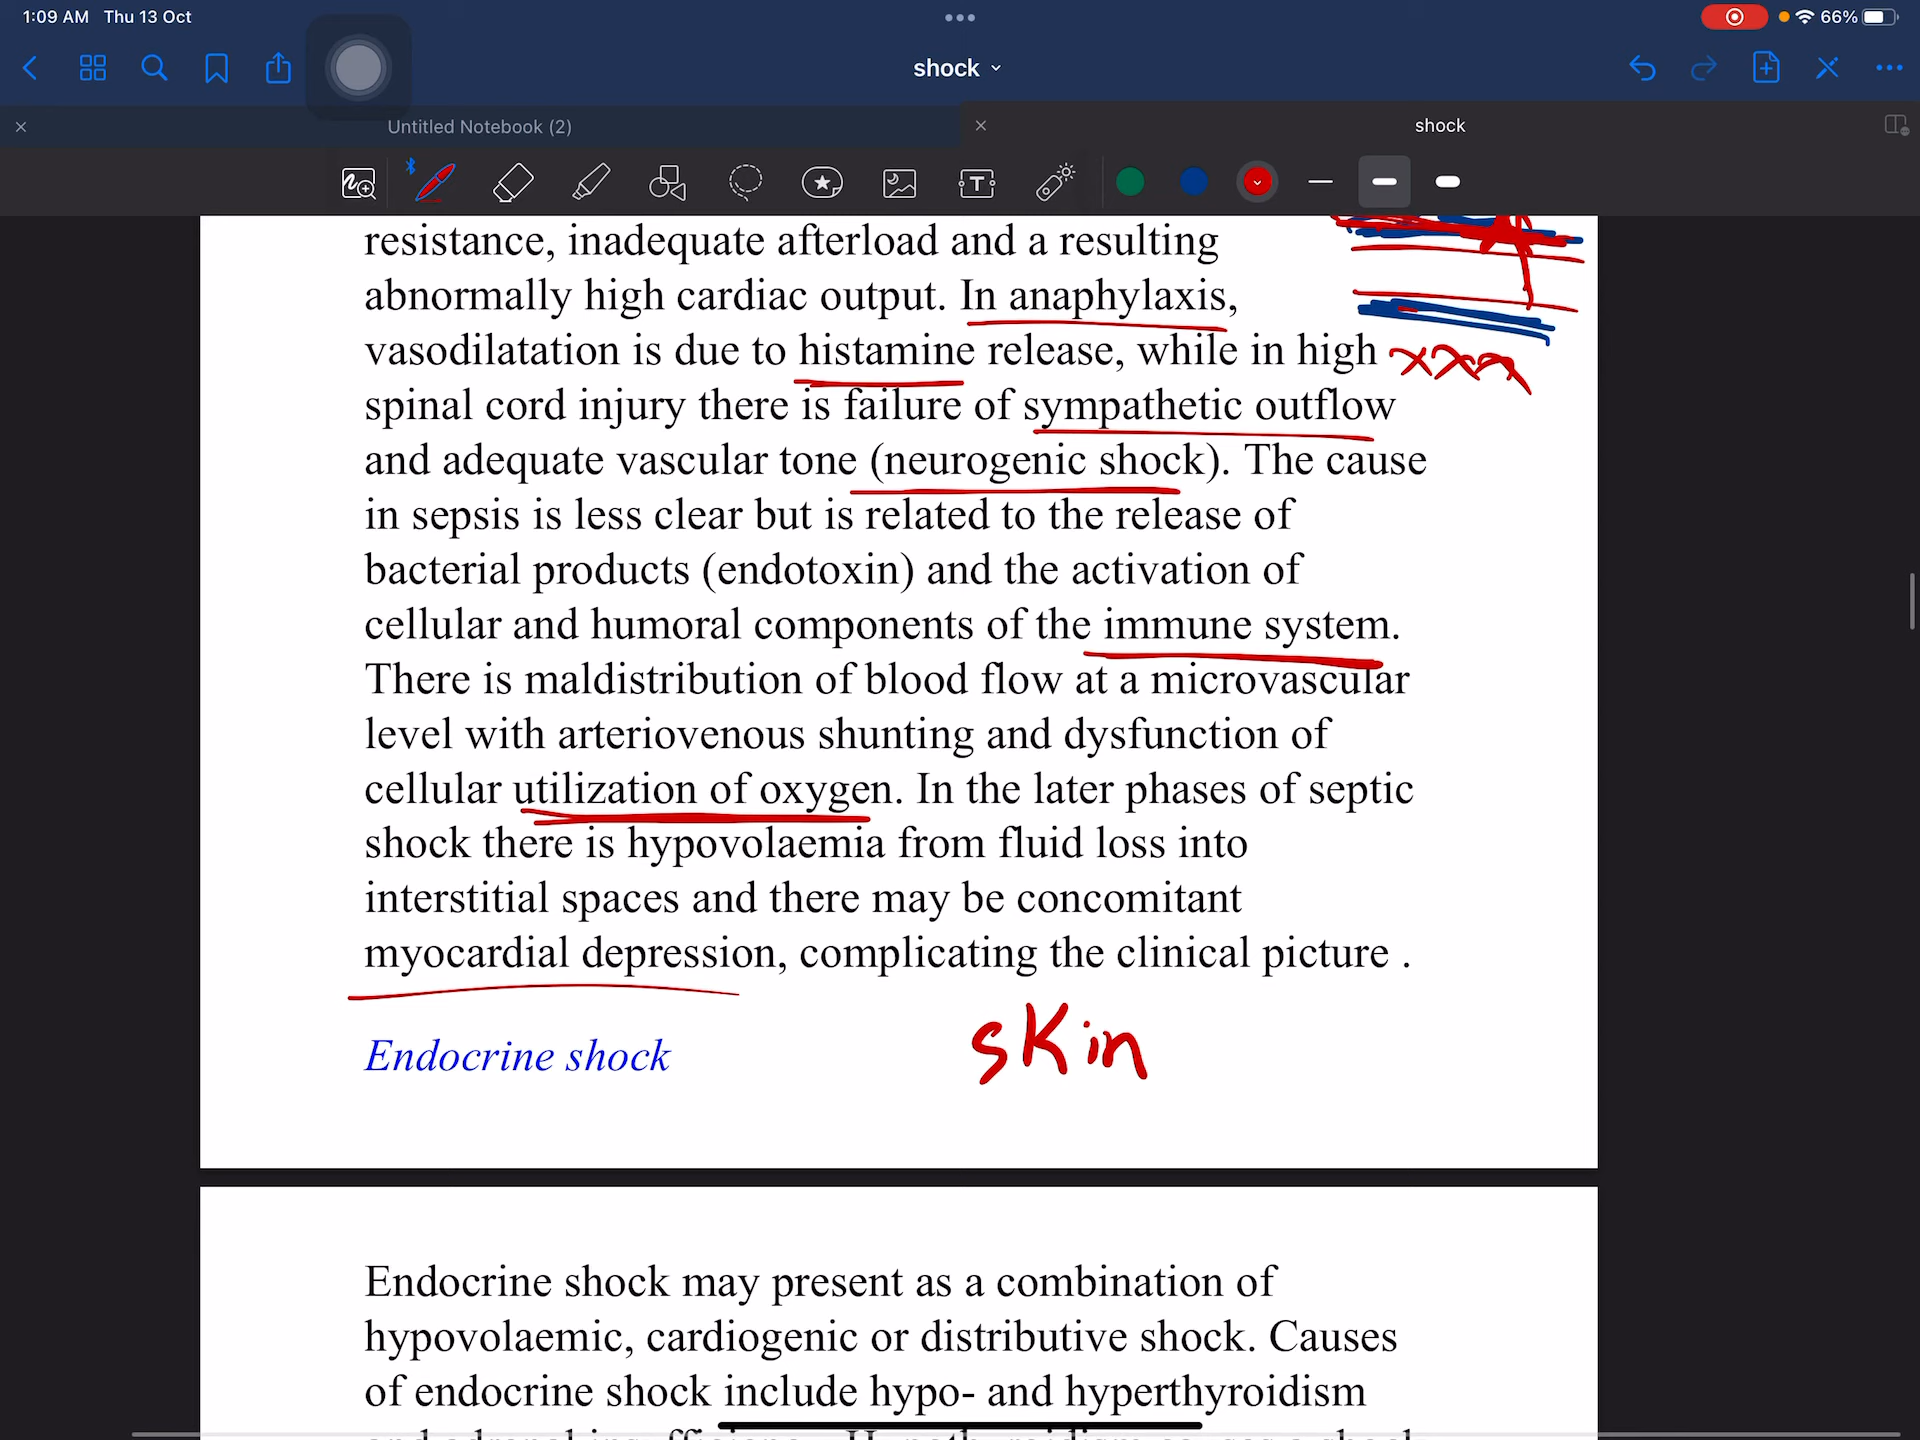 1:09 AM Thu 13 Oct
66%
shock
Untitled Notebook (2)
shock
resistance, inadequate afterload and a resulting
abnormally high cardiac output. In anaphylaxis,
vasodilatation is due to histamine release, while in high
xxx
spinal cord injury there is failure of sympathetic outflow
and adequate vascular tone (neurogenic shock). The cause
in sepsis is less clear but is related to the release of
bacterial products (endotoxin) and the activation of
cellular and humoral components of the immune system.
There is maldistribution of blood flow at a microvascular
level with arteriovenous shunting and dysfunction of
cellular utilization of oxygen. In the later phases of septic
shock there is hypovolaemia from fluid loss into
interstitial spaces and there may be concomitant
myocardial depression, complicating the clinical picture .
Endocrine shock
skin
Endocrine shock may present as a combination of
hypovolaemic, cardiogenic or distributive shock. Causes
of endocrine shock include hypo- and hyperthyroidism